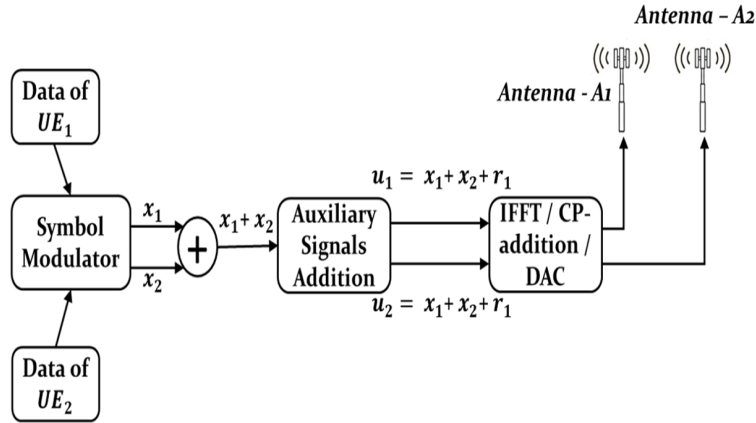 Antenna – A2
Antenna - A1
Data of
UE₁
u₁ = x₁+ x₂+ r₁
Symbol
Modulator
x₁
x₂
+
x₁+ x₂
Auxiliary
Signals
Addition
IFFT / CP-
addition /
DAC
u₂ = x₁+ x₂+ r₁
Data of
UE₂